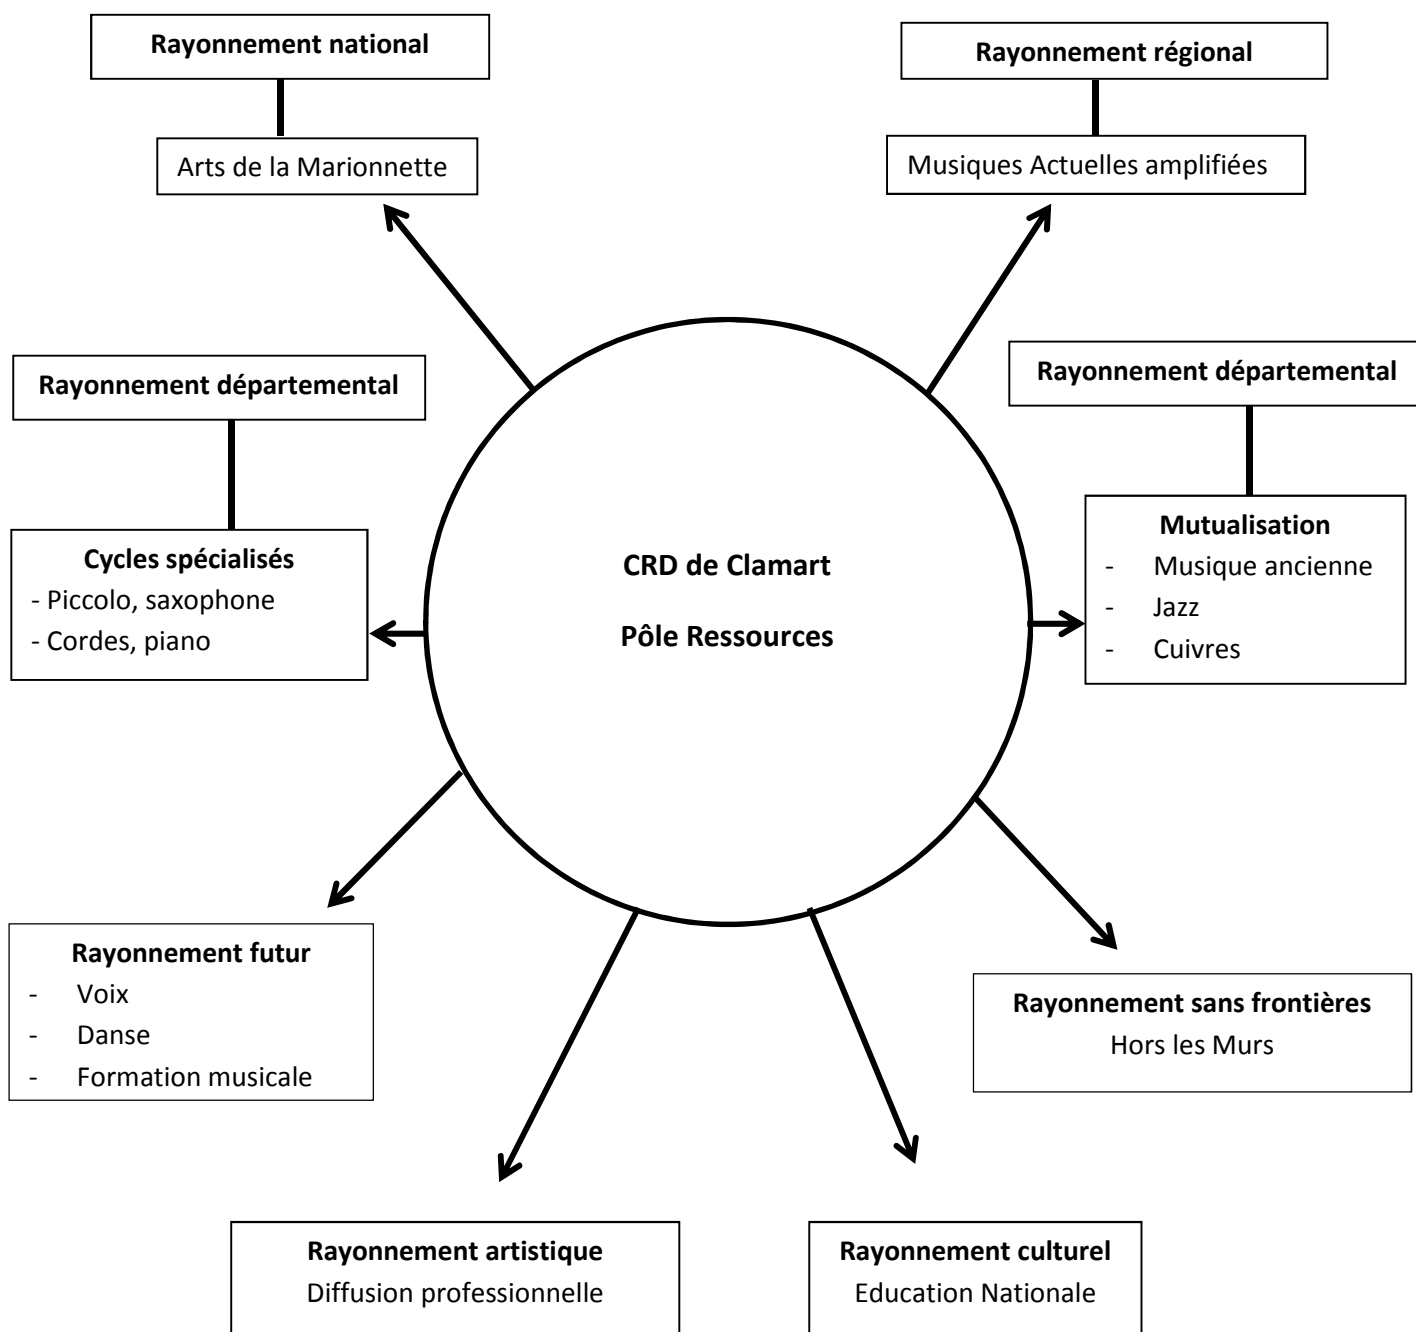 Rayonnement national
Rayonnement régional
Arts de la Marionnette
Musiques Actuelles amplifiées
Rayonnement départemental
Rayonnement départemental
Cycles spécialisés
- Piccolo, saxophone
- Cordes, piano
CRD de Clamart
Pôle Ressources
Mutualisation
- Musique ancienne
- Jazz
- Cuivres
Rayonnement futur
- Voix
- Danse
- Formation musicale
Rayonnement sans frontières
Hors les Murs
Rayonnement artistique
Diffusion professionnelle
Rayonnement culturel
Education Nationale